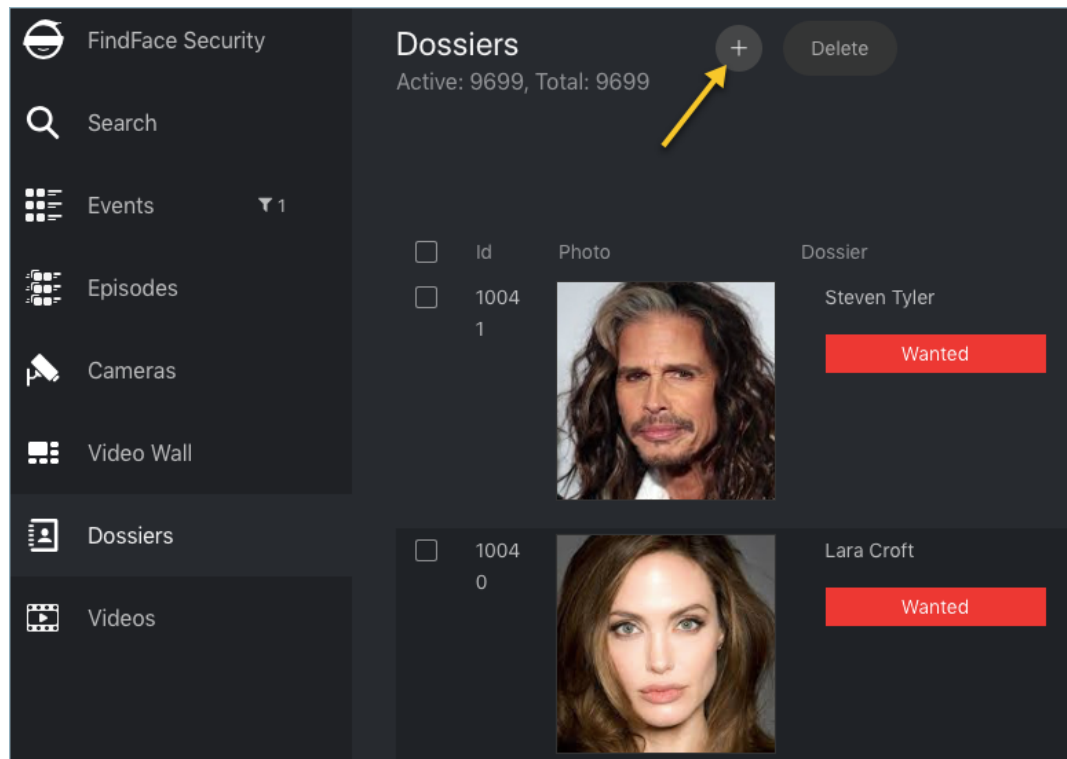 FindFace Security
Search
Events 1
Episodes
Cameras
Video Wall
Dossiers
Videos
Dossiers
+ Delete
Active: 9699, Total: 9699
Id Photo Dossier
1004
1
Steven Tyler
Wanted
1004
0
Lara Croft
Wanted